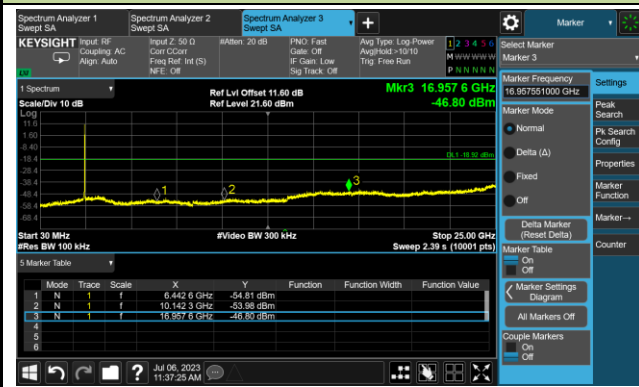 Spectrum Analyzer 1
Swept SA
Spectrum Analyzer 2
Swept SA
Spectrum Analyzer 3
Swept SA
Marker
KEYSIGHT
Input: RF
Coupling: AC
Align: Auto
Input Z: 50 Ω
Corr CCorr
Freq Ref: Int (S)
NFE: Off
#Atten: 20 dB
PNO: Fast
Gate: Off
IF Gain: Low
Sig Track: Off
Avg Type: Log-Power
Avg|Hold:>10/10
Trig: Free Run
1 2 3 4 5 6
M W W W W W
P N N N N N
LVI
Select Marker
Marker 3
1 Spectrum
Scale/Div 10 dB
Log
Ref Lvl Offset 11.60 dB
Ref Level 21.60 dBm
Mkr3 16.957 6 GHz
-46.80 dBm
11.6
1.60
-8.40
-18.4
-28.4
-38.4
-48.4
-58.4
-68.4
DL1 -18.92 dBm
1
2
3
Start 30 MHz
#Res BW 100 kHz
#Video BW 300 kHz
Stop 25.00 GHz
Sweep 2.39 s (10001 pts)
5 Marker Table
Mode Trace Scale X Y Function Function Width Function Value
1 N 1 f 6.442 6 GHz -54.81 dBm
2 N 1 f 10.142 3 GHz -53.98 dBm
3 N 1 f 16.957 6 GHz -46.80 dBm
4
5
6
Marker Frequency
16.957551000 GHz
Marker Mode
Normal
Delta (Δ)
Fixed
Off
Delta Marker
(Reset Delta)
Marker Table
On
Off
Marker Settings
Diagram
All Markers Off
Couple Markers
On
Off
Settings
Peak
Search
Pk Search
Config
Properties
Marker
Function
Marker→
Counter
?
Jul 06, 2023
11:37:25 AM